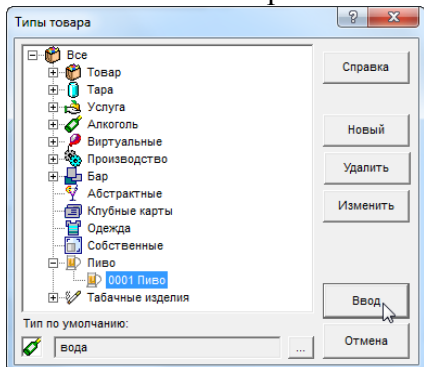 Типы товара
Все
Товар
Тара
Услуга
Алкоголь
Виртуальные
Производство
Бар
Абстрактные
Клубные карты
Одежда
Собственные
Пиво
0001 Пиво
Табачные изделия
Справка
Новый
Удалить
Изменить
Ввод
Отмена
Тип по умолчанию:
вода
...